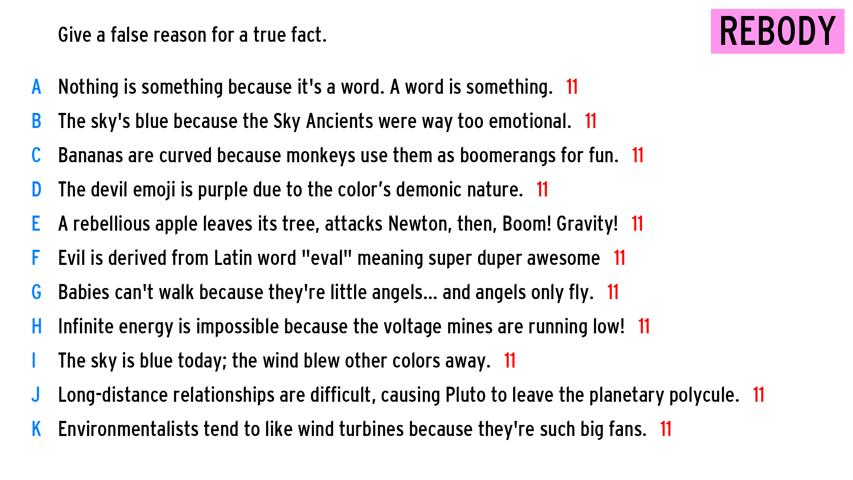 Give a false reason for a true fact.
REBODY
A Nothing is something because it's a word. A word is something. 11
B The sky's blue because the Sky Ancients were way too emotional. 11
C Bananas are curved because monkeys use them as boomerangs for fun. 11
D The devil emoji is purple due to the color’s demonic nature. 11
E A rebellious apple leaves its tree, attacks Newton, then, Boom! Gravity! 11
F Evil is derived from Latin word "eval" meaning super duper awesome 11
G Babies can't walk because they're little angels... and angels only fly. 11
H Infinite energy is impossible because the voltage mines are running low! 11
I The sky is blue today; the wind blew other colors away. 11
J Long-distance relationships are difficult, causing Pluto to leave the planetary polycule. 11
K Environmentalists tend to like wind turbines because they're such big fans. 11